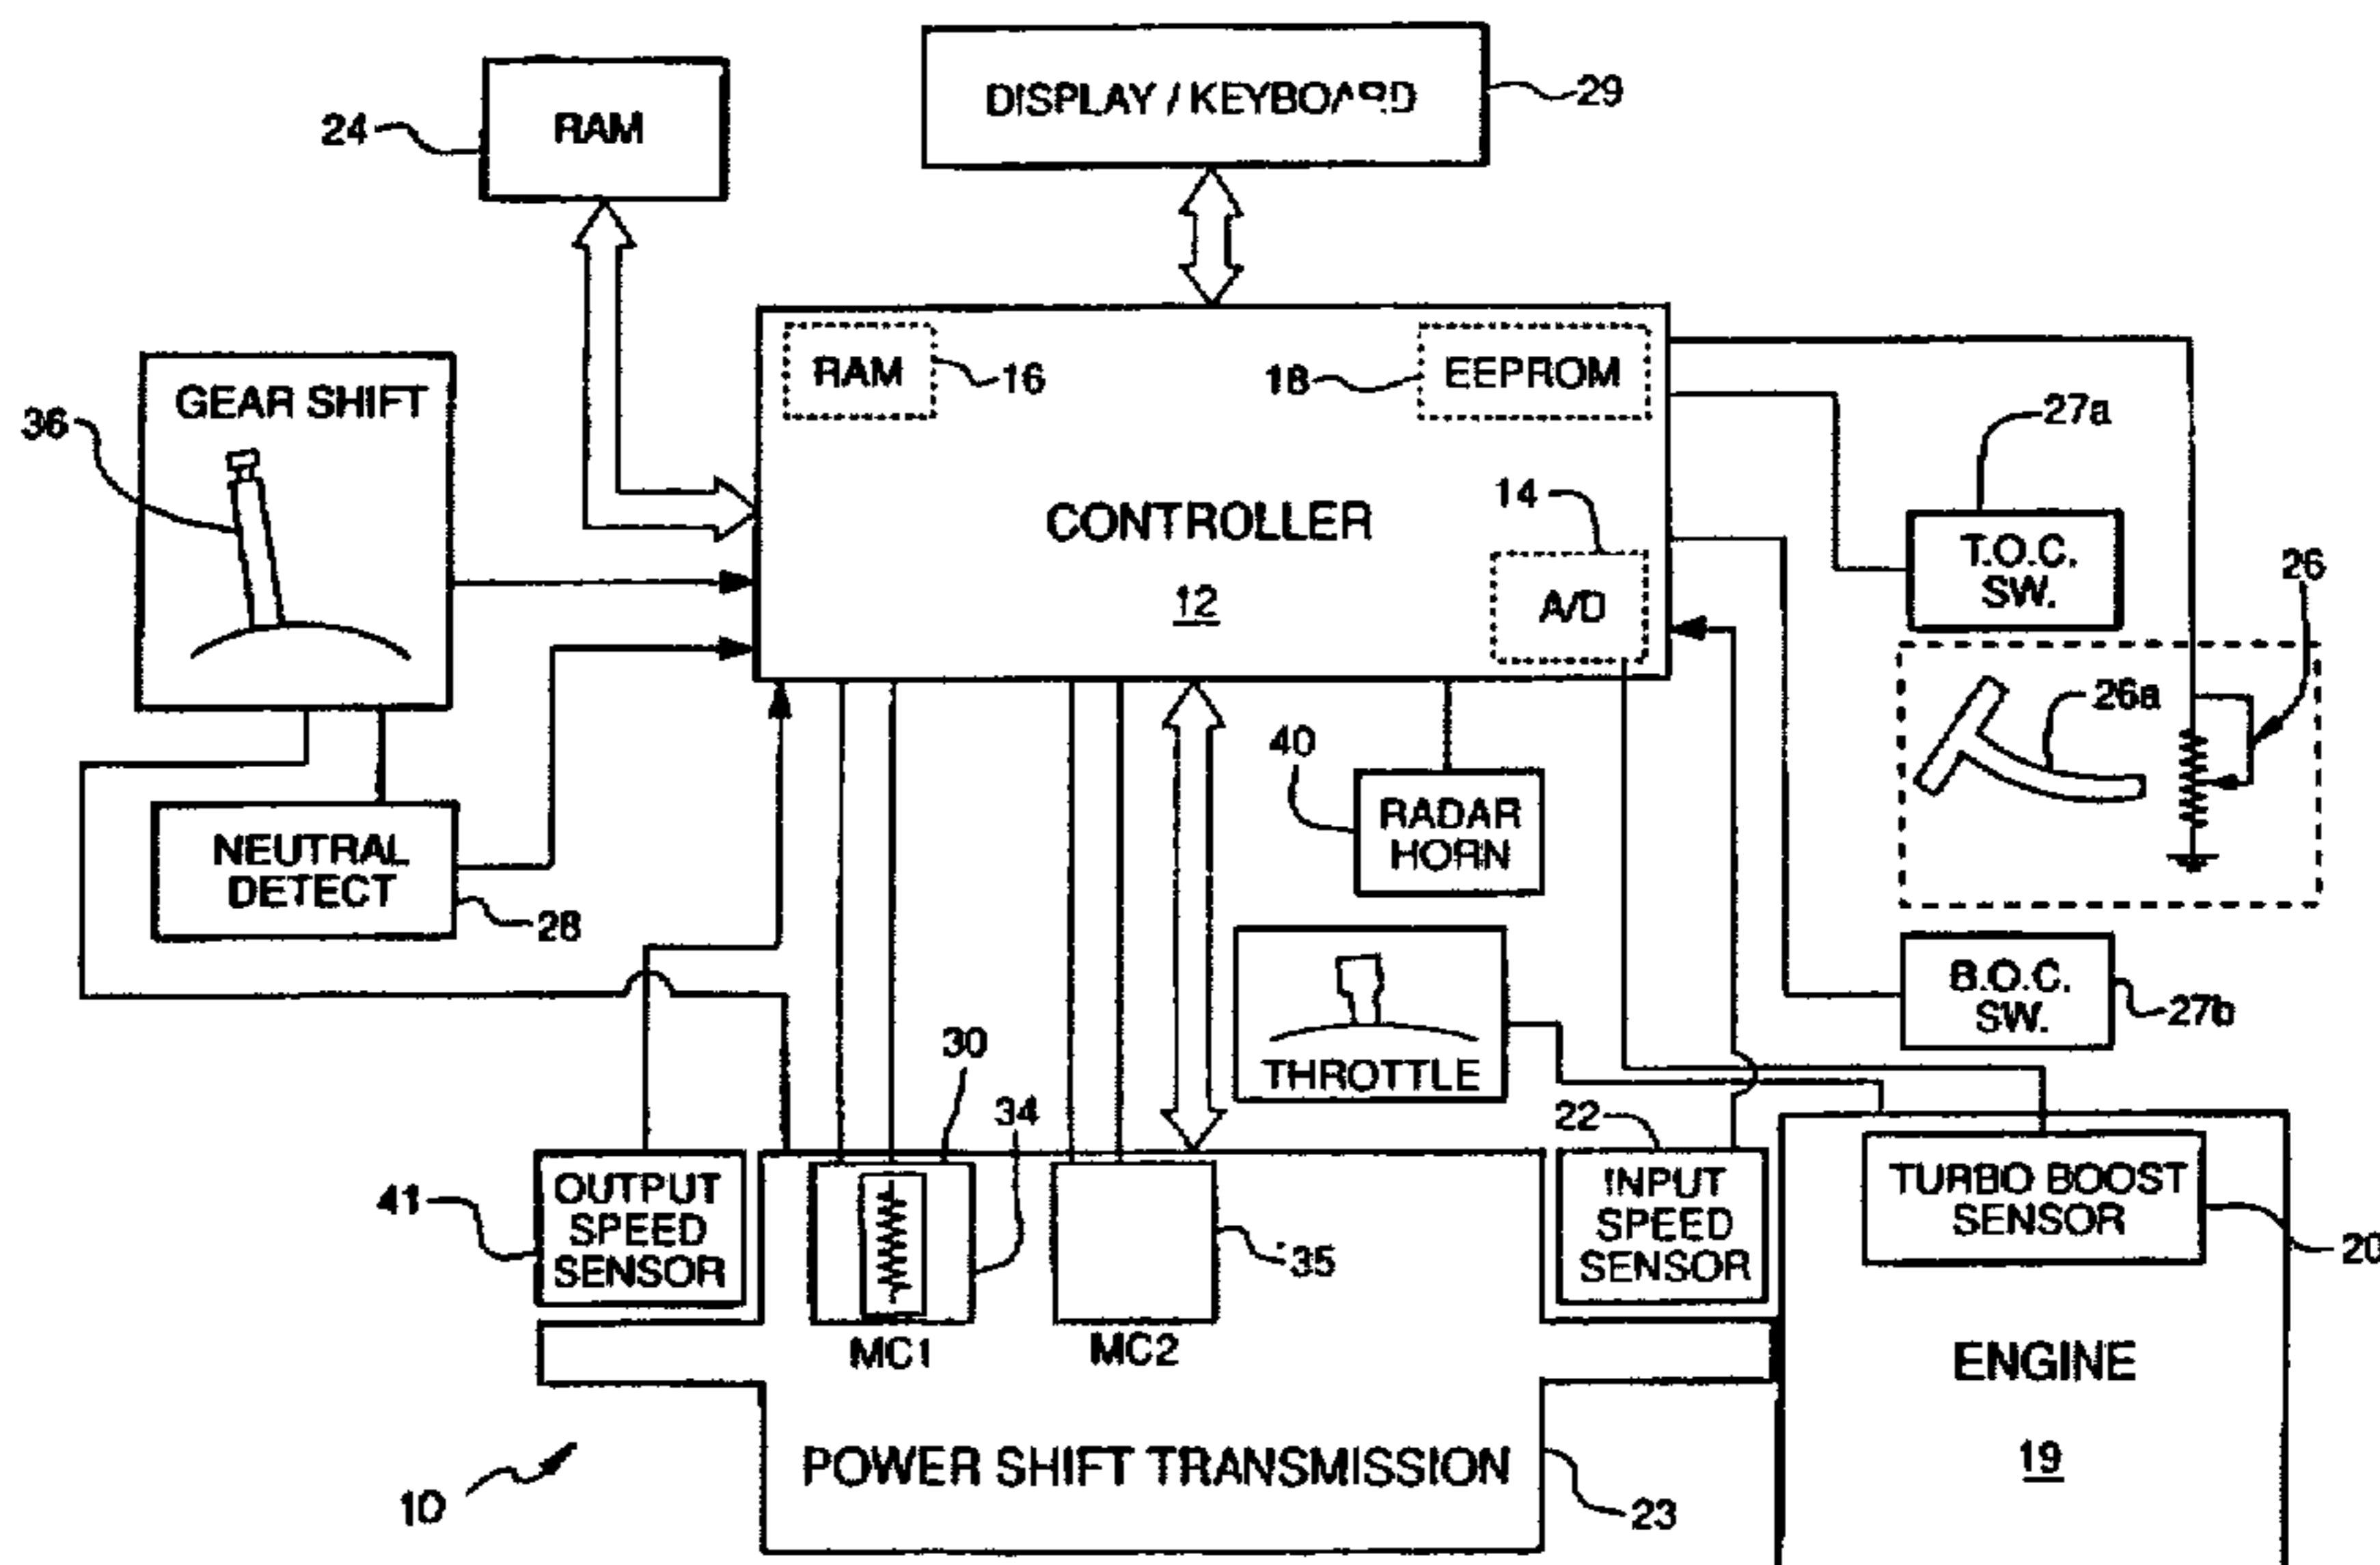 DISPLAY / KEYBOARD
29
24
RAM
RAM
16
18
EEPROM
GEAR SHIFT
36
27a
CONTROLLER
12
14
A/D
T.O.C.
SW.
26
26a
40
RADAR
HORN
NEUTRAL
DETECT
28
B.O.C.
SW.
27b
THROTTLE
30
34
22
41
OUTPUT
SPEED
SENSOR
35
INPUT
SPEED
SENSOR
TURBO BOOST
SENSOR
20
MC1
MC2
ENGINE
19
POWER SHIFT TRANSMISSION
10
23